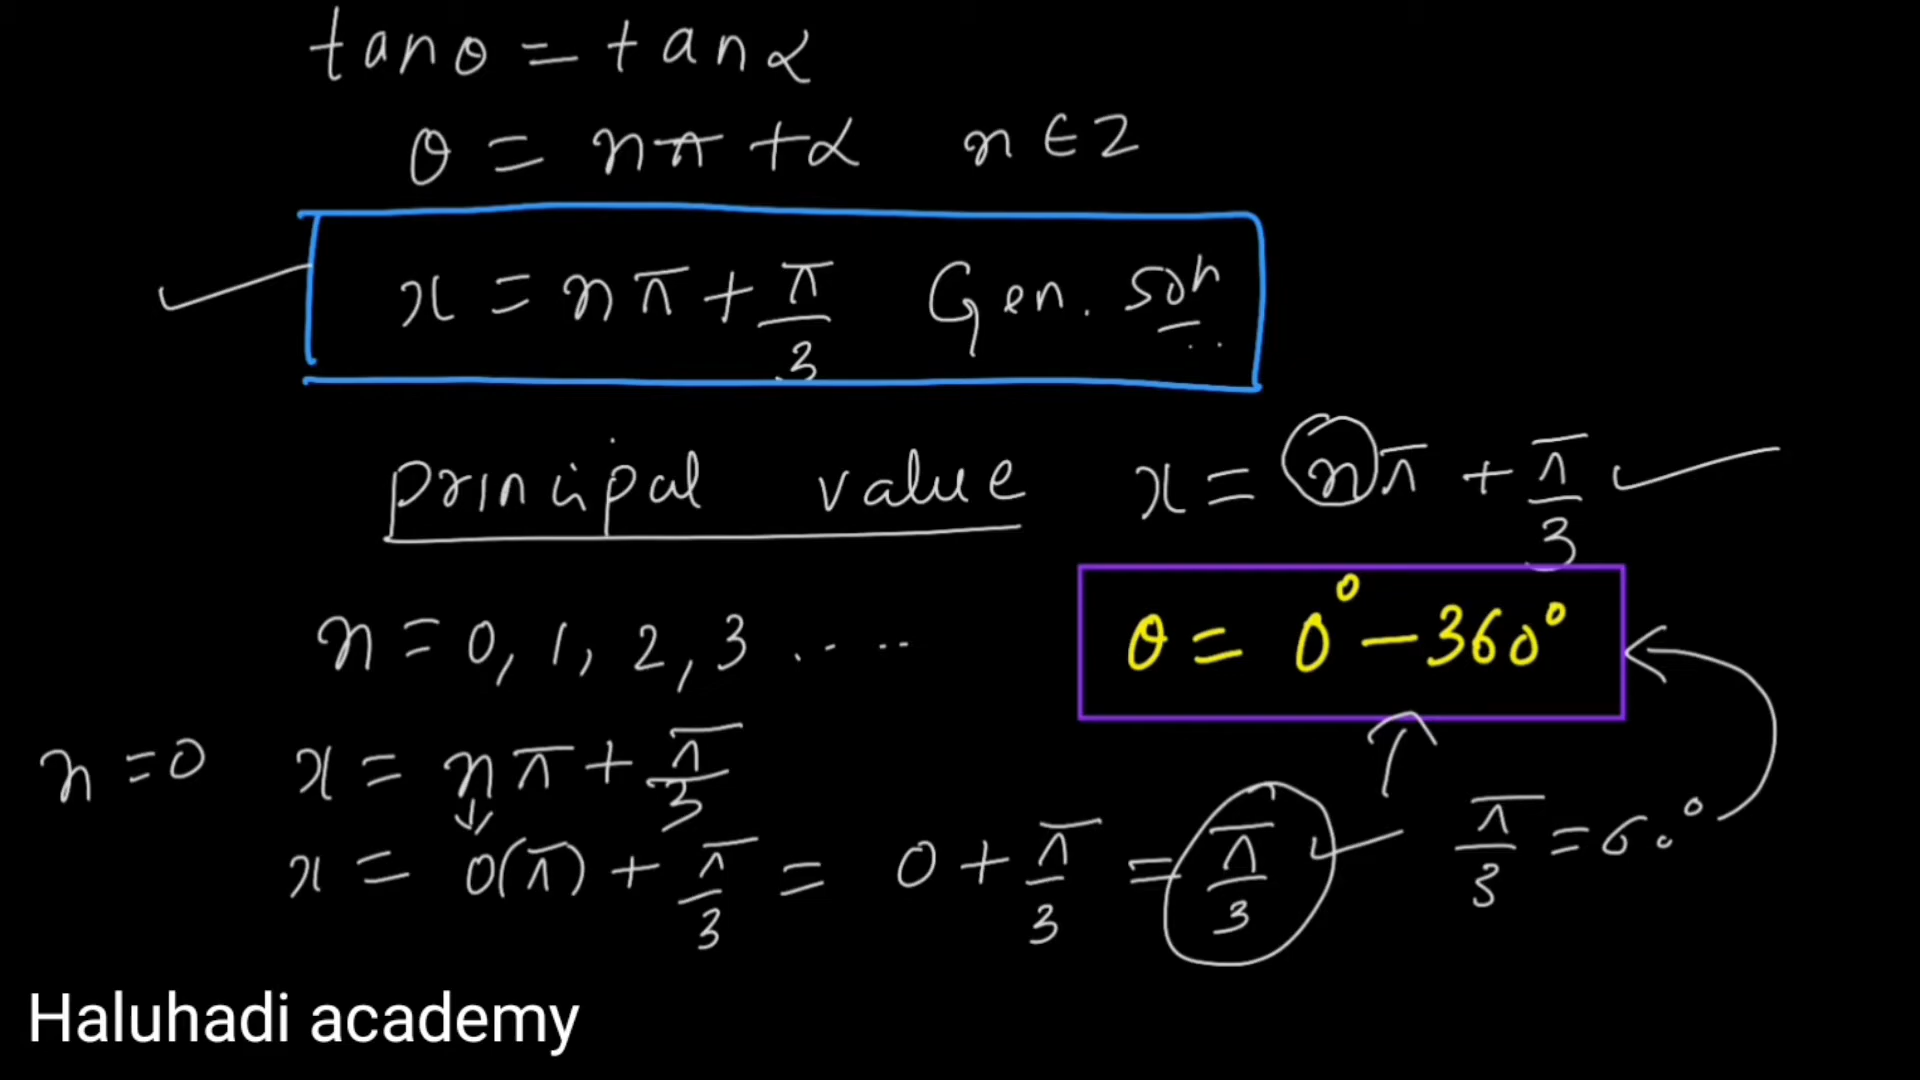 tanθ = tanα
θ = nπ + α n ∈ Z
x = nπ + π/3 Gen. soln
principal value x = nπ + π/3
n = 0, 1, 2, 3 .. ..
θ = 0° – 360°
n = 0 x = nπ + π/3
x = 0(π) + π/3 = 0 + π/3 = π/3 π/3 = 60°
Haluhadi academy